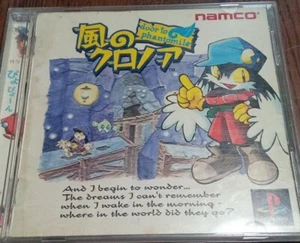 namco
door to
phantomile
風の
クロノア
And I begin to wonder...
The dreams I can't remember
when I wake in the morning -
where in the world did they go?